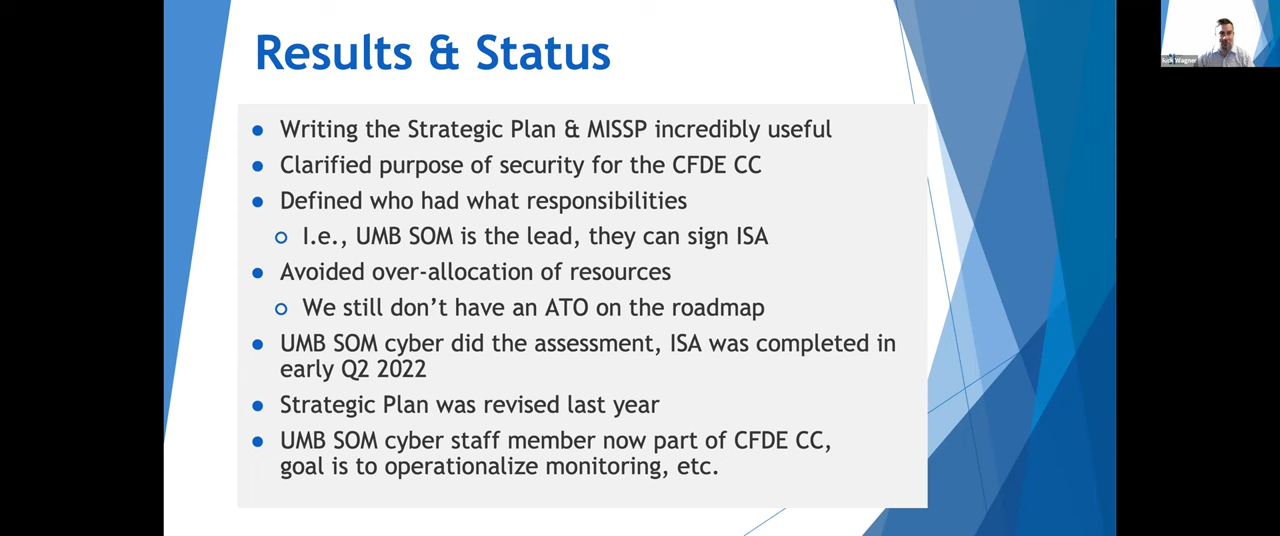 Results & Status
● Writing the Strategic Plan & MISSP incredibly useful
● Clarified purpose of security for the CFDE CC
● Defined who had what responsibilities
○ I.e., UMB SOM is the lead, they can sign ISA
● Avoided over-allocation of resources
○ We still don't have an ATO on the roadmap
● UMB SOM cyber did the assessment, ISA was completed in
early Q2 2022
● Strategic Plan was revised last year
● UMB SOM cyber staff member now part of CFDE CC,
goal is to operationalize monitoring, etc.
Rick Wagner